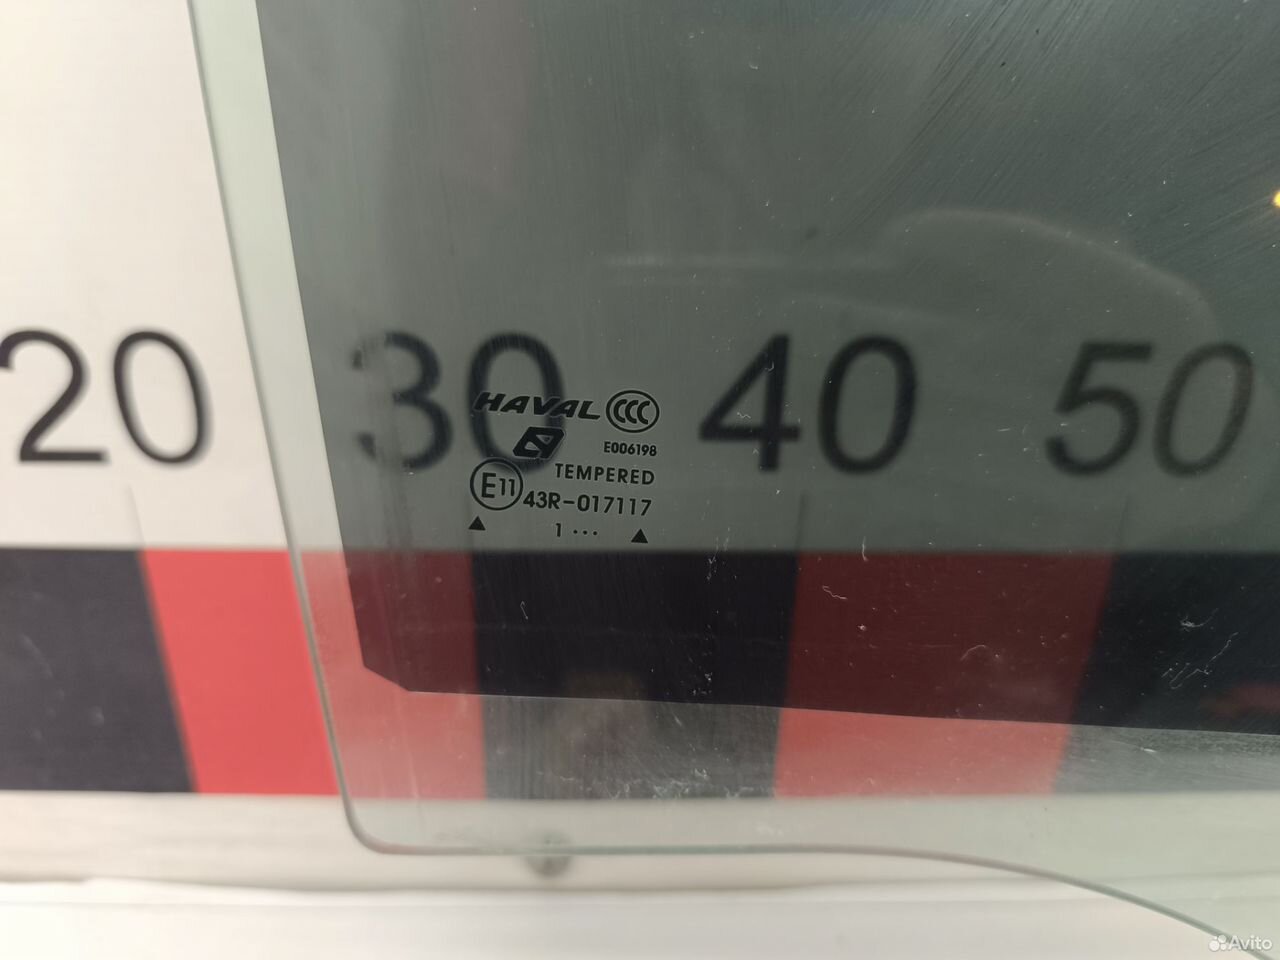 20 30 40 50
HAVAL CCC
E006198
TEMPERED
E11 43R-017117
▲ 1 ··· ▲
Avito